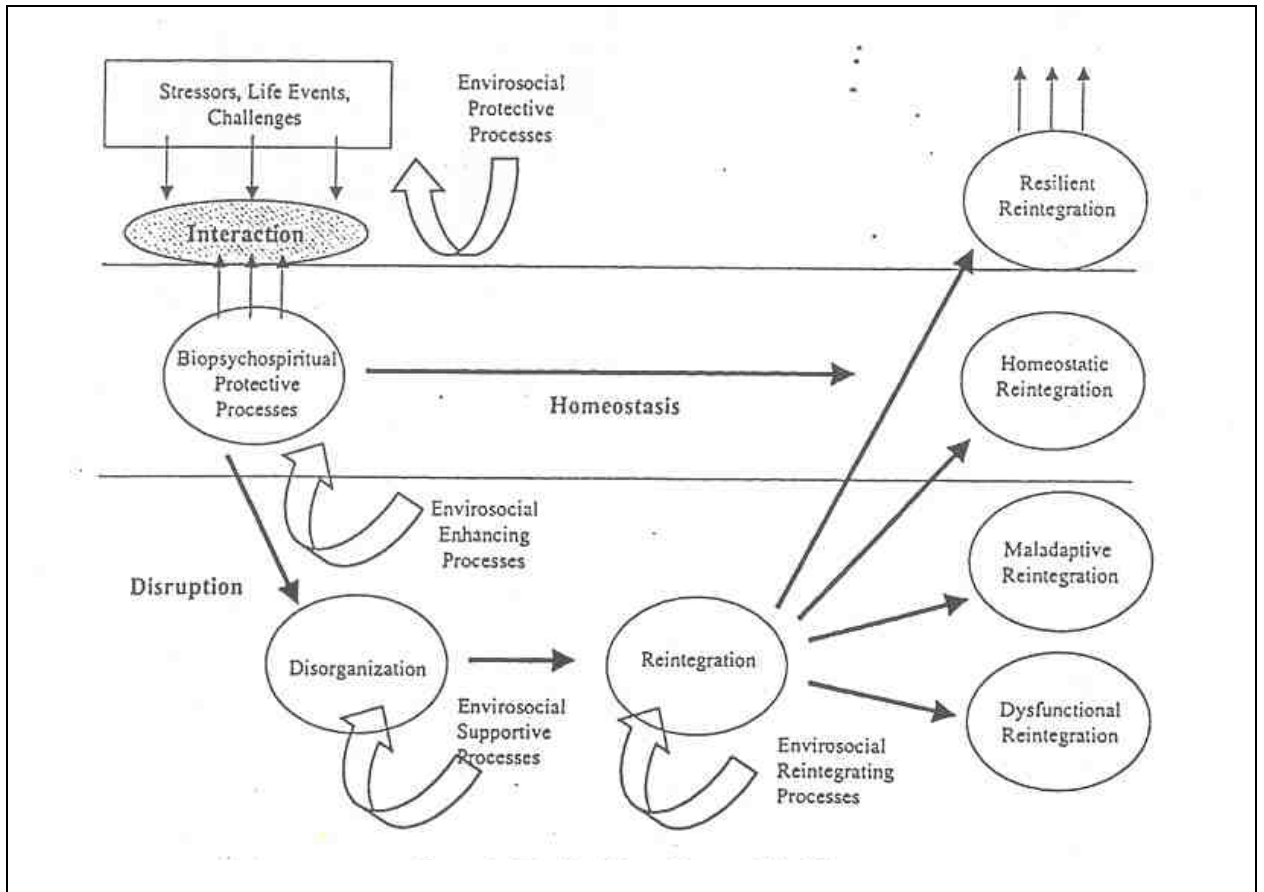 Stressors, Life Events,
Challenges
Envirosocial
Protective
Processes
Resilient
Reintegration
Interaction
Biopsychospiritual
Protective
Processes
Homeostasis
Homeostatic
Reintegration
Envirosocial
Enhancing
Processes
Disruption
Maladaptive
Reintegration
Disorganization
Reintegration
Envirosocial
Supportive
Processes
Envirosocial
Reintegrating
Processes
Dysfunctional
Reintegration